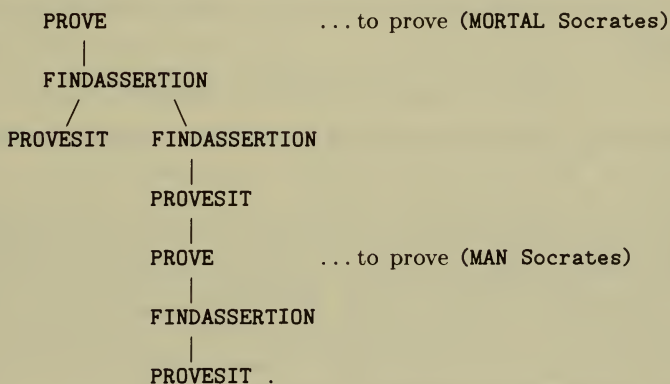 PROVE ...to prove (MORTAL Socrates)
FINDASSERTION
PROVESIT FINDASSERTION
PROVESIT
PROVE ...to prove (MAN Socrates)
FINDASSERTION
PROVESIT .